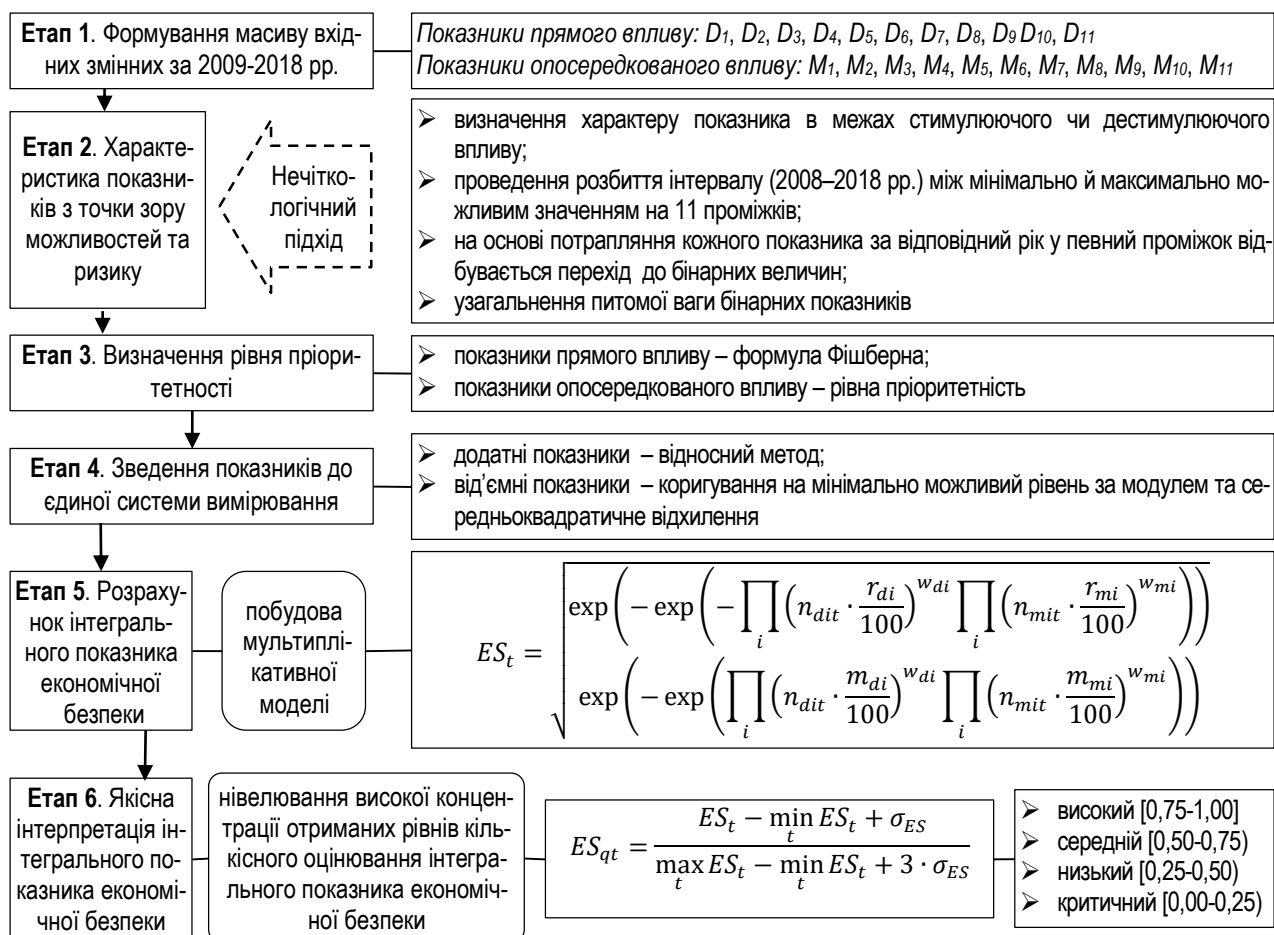 Етап 1. Формування масиву вхід-
них змінних за 2009-2018 рр.
Показники прямого впливу: D₁, D₂, D₃, D₄, D₅, D₆, D₇, D₈, D₉ D₁₀, D₁₁
Показники опосередкованого впливу: M₁, M₂, M₃, M₄, M₅, M₆, M₇, M₈, M₉, M₁₀, M₁₁
Етап 2. Характе-
ристика показни-
ків з точки зору
можливостей та
ризику
Нечітко-
логічний
підхід
➢ визначення характеру показника в межах стимулюючого чи дестимулюючого
впливу;
➢ проведення розбиття інтервалу (2008–2018 рр.) між мінімально й максимально мо-
жливим значенням на 11 проміжків;
➢ на основі потрапляння кожного показника за відповідний рік у певний проміжок від-
бувається перехід до бінарних величин;
➢ узагальнення питомої ваги бінарних показників
Етап 3. Визначення рівня пріори-
тетності
➢ показники прямого впливу – формула Фішберна;
➢ показники опосередкованого впливу – рівна пріоритетність
Етап 4. Зведення показників до
єдиної системи вимірювання
➢ додатні показники – відносний метод;
➢ від’ємні показники – коригування на мінімально можливий рівень за модулем та се-
редньоквадратичне відхилення
Етап 5. Розраху-
нок інтеграль-
ного показника
економічної
безпеки
побудова
мультиплі-
кативної
моделі
ES_t = √( exp(−exp(−∏_i (n_dit · r_di/100)^(w_di) ∏_i (n_mit · r_mi/100)^(w_mi)))
exp(−exp(∏_i (n_dit · m_di/100)^(w_di) ∏_i (n_mit · m_mi/100)^(w_mi))) )
Етап 6. Якісна
інтерпретація ін-
тегрального по-
казника економі-
чної безпеки
нівелювання високої концен-
трації отриманих рівнів кіль-
кісного оцінювання інтегра-
льного показника економіч-
ної безпеки
ES_qt = (ES_t − min_t ES_t + σ_ES) / (max_t ES_t − min_t ES_t + 3 · σ_ES)
➢ високий [0,75-1,00]
➢ середній [0,50-0,75)
➢ низький [0,25-0,50)
➢ критичний [0,00-0,25)